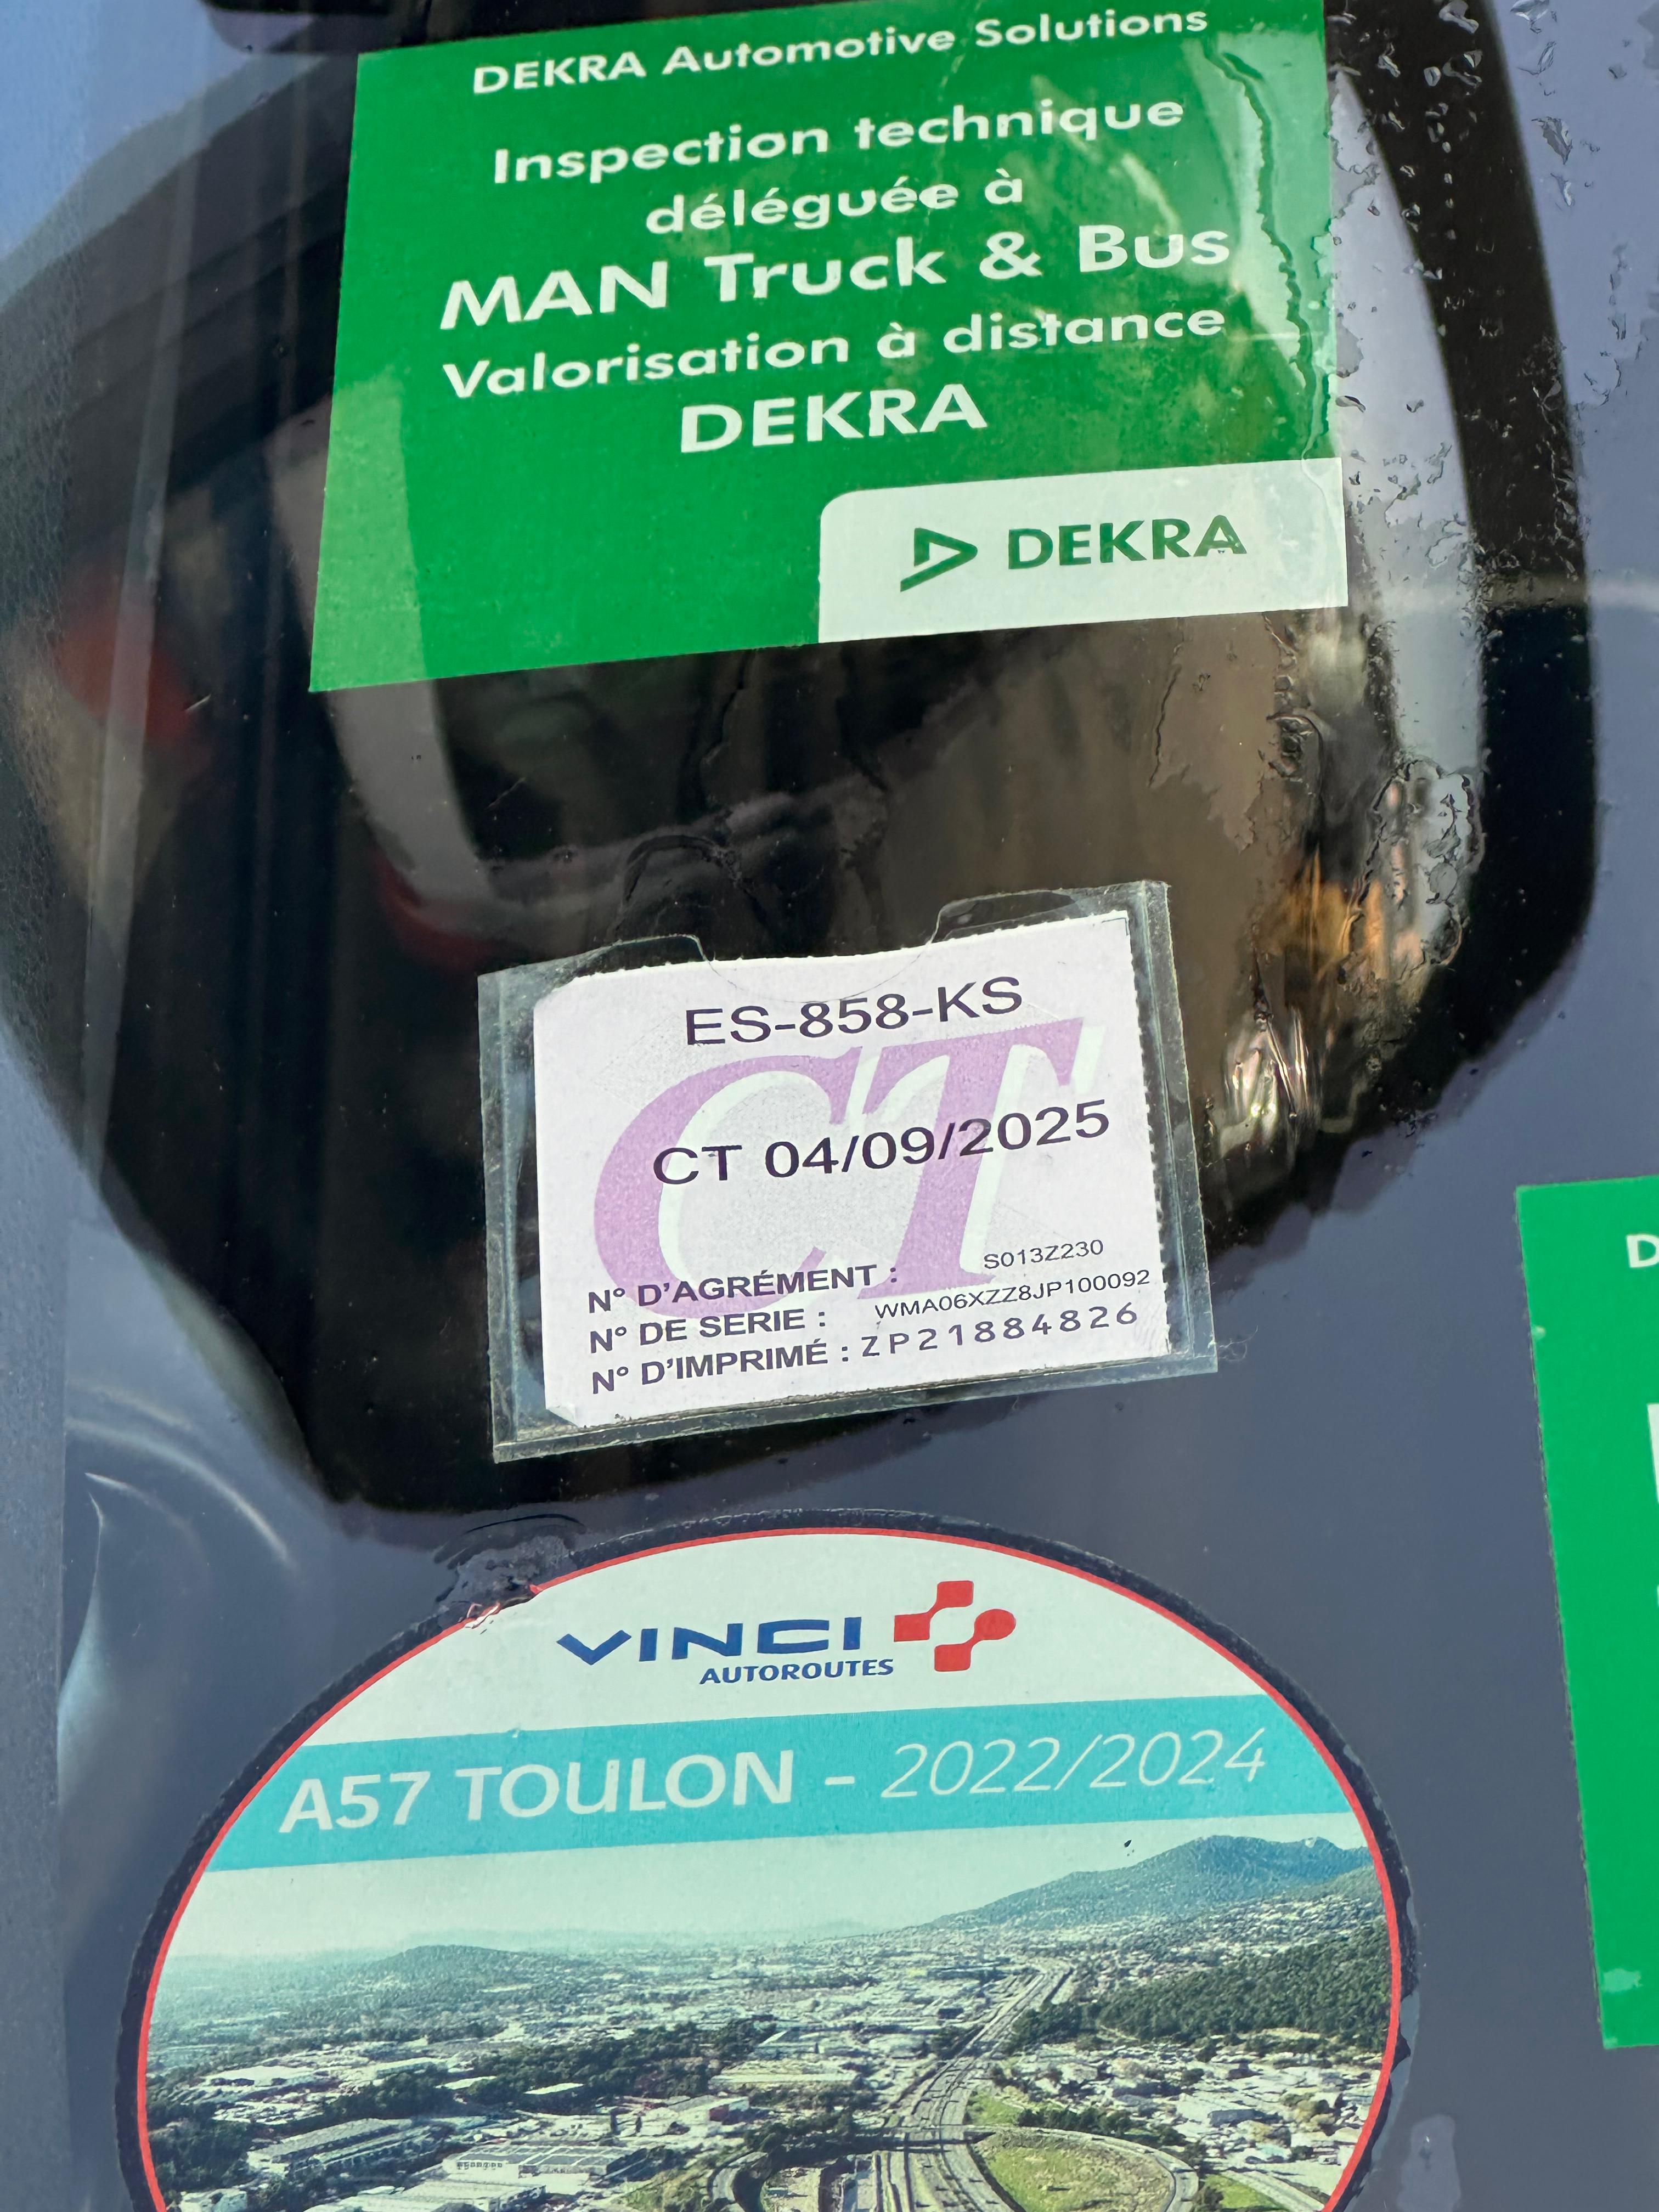 DEKRA Automotive Solutions
Inspection technique
déléguée à
MAN Truck & Bus
Valorisation à distance
DEKRA
DEKRA
ES-858-KS
CT
CT 04/09/2025
N° D'AGRÉMENT : S013Z230
N° DE SERIE : WMA06XZZ8JP100092
N° D'IMPRIMÉ : ZP21884826
VINCI
AUTOROUTES
A57 TOULON - 2022/2024
D